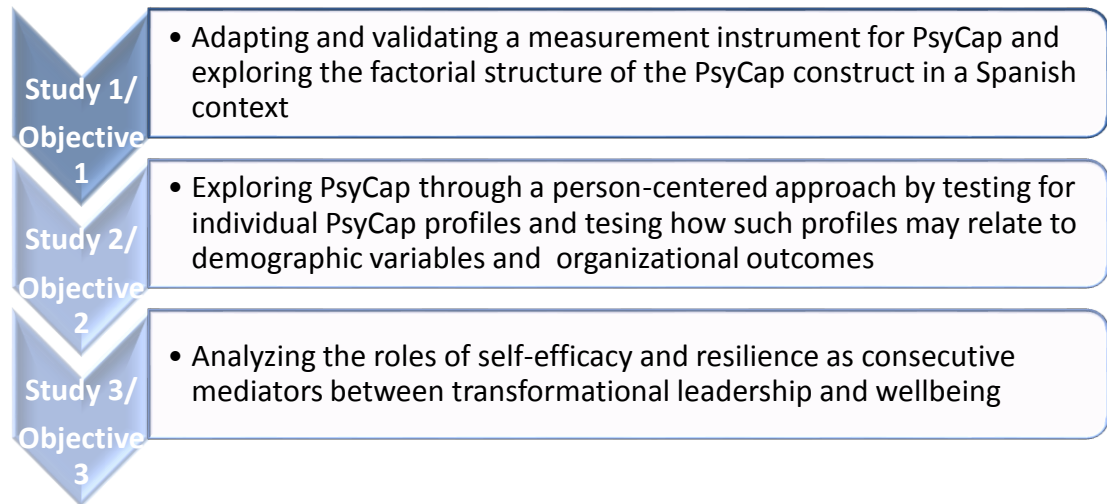 Study 1/
Objective
1
• Adapting and validating a measurement instrument for PsyCap and
exploring the factorial structure of the PsyCap construct in a Spanish
context
Study 2/
Objective
2
• Exploring PsyCap through a person-centered approach by testing for
individual PsyCap profiles and tesing how such profiles may relate to
demographic variables and  organizational outcomes
Study 3/
Objective
3
• Analyzing the roles of self-efficacy and resilience as consecutive
mediators between transformational leadership and wellbeing